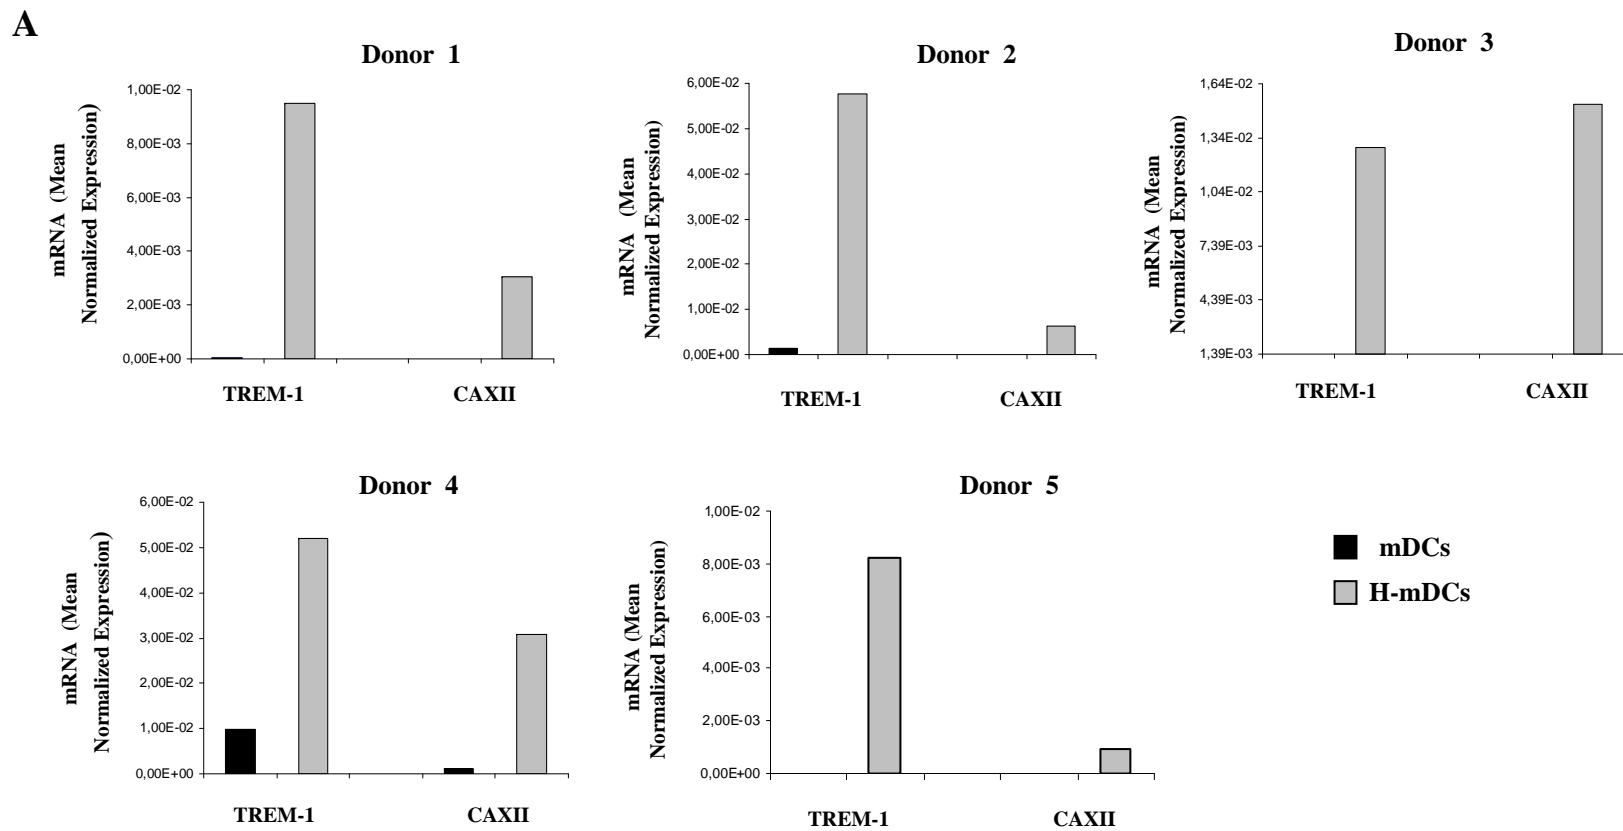 A
Donor 1
mRNA (Mean
Normalized Expression)
1,00E-02
8,00E-03
6,00E-03
4,00E-03
2,00E-03
0,00E+00
TREM-1 CAXII
Donor 2
mRNA (Mean
Normalized Expression)
6,00E-02
5,00E-02
4,00E-02
3,00E-02
2,00E-02
1,00E-02
0,00E+00
TREM-1 CAXII
Donor 3
mRNA (Mean
Normalized Expression)
1,64E-02
1,34E-02
1,04E-02
7,39E-03
4,39E-03
1,39E-03
TREM-1 CAXII
Donor 4
mRNA (Mean
Normalized Expression)
6,00E-02
5,00E-02
4,00E-02
3,00E-02
2,00E-02
1,00E-02
0,00E+00
TREM-1 CAXII
Donor 5
mRNA (Mean
Normalized Expression)
1,00E-02
8,00E-03
6,00E-03
4,00E-03
2,00E-03
0,00E+00
TREM-1 CAXII
mDCs
H-mDCs